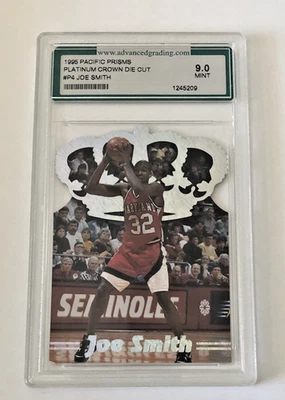 www.advancedgrading.com
1995 PACIFIC PRISMS
PLATINUM CROWN DIE CUT
#P4 JOE SMITH
9.0
MINT
1245209
32
SEMINOLES
Joe Smith